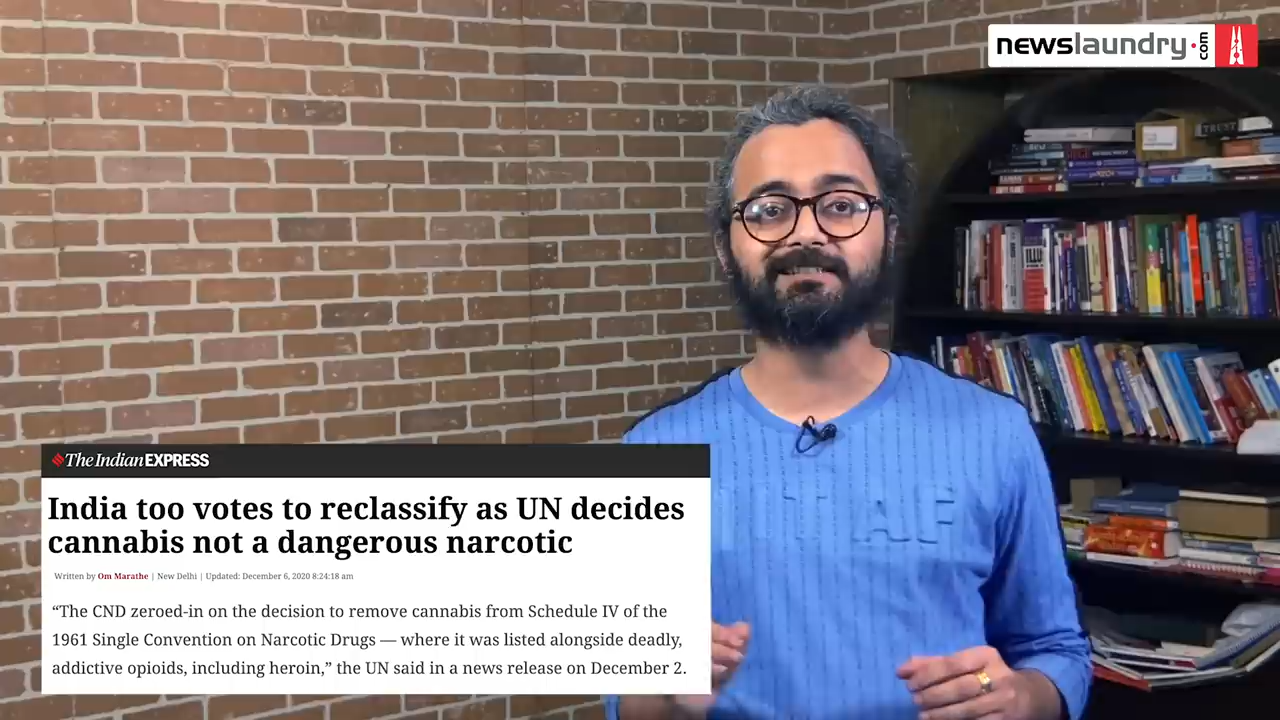 newslaundry.com
TRUST
The Indian EXPRESS
India too votes to reclassify as UN decides
cannabis not a dangerous narcotic
Written by Om Marathe | New Delhi | Updated: December 6, 2020 8:24:18 am
“The CND zeroed-in on the decision to remove cannabis from Schedule IV of the
1961 Single Convention on Narcotic Drugs — where it was listed alongside deadly,
addictive opioids, including heroin,” the UN said in a news release on December 2.